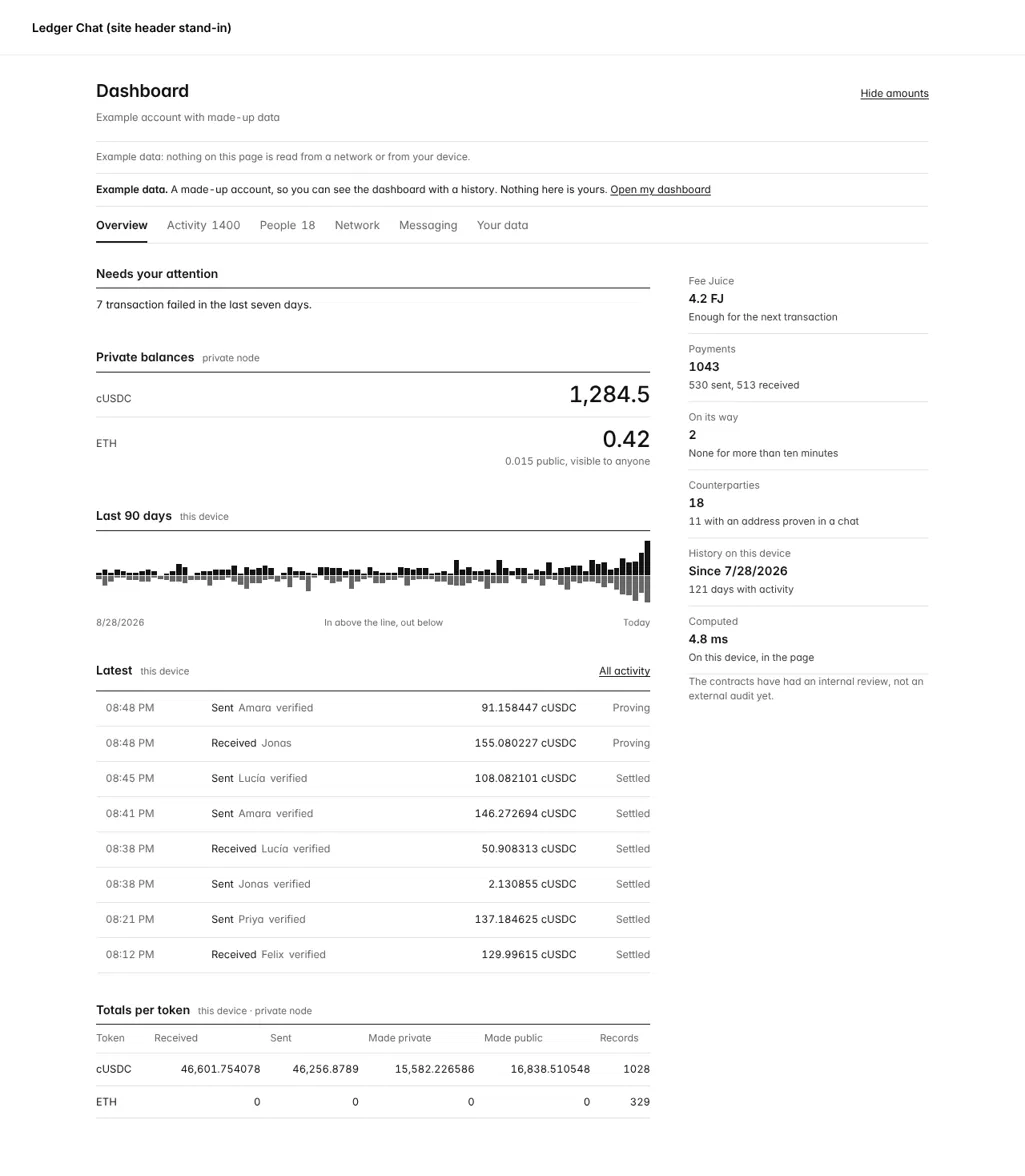 Ledger Chat (site header stand-in)
Dashboard
Hide amounts
Example account with made-up data
Example data: nothing on this page is read from a network or from your device.
Example data. A made-up account, so you can see the dashboard with a history. Nothing here is yours. Open my dashboard
Overview Activity 1400 People 18 Network Messaging Your data
Needs your attention
7 transaction failed in the last seven days.
Private balances private node
cUSDC 1,284.5
ETH 0.42
0.015 public, visible to anyone
Last 90 days this device
8/28/2026 In above the line, out below Today
Latest this device All activity
08:48 PM Sent Amara verified 91.158447 cUSDC Proving
08:48 PM Received Jonas 155.080227 cUSDC Proving
08:45 PM Sent Lucía verified 108.082101 cUSDC Settled
08:41 PM Sent Amara verified 146.272694 cUSDC Settled
08:38 PM Received Lucía verified 50.908313 cUSDC Settled
08:38 PM Sent Jonas verified 2.130855 cUSDC Settled
08:21 PM Sent Priya verified 137.184625 cUSDC Settled
08:12 PM Received Felix verified 129.99615 cUSDC Settled
Totals per token this device · private node
Token Received Sent Made private Made public Records
cUSDC 46,601.754078 46,256.8789 15,582.226586 16,838.510548 1028
ETH 0 0 0 0 329
Fee Juice
4.2 FJ
Enough for the next transaction
Payments
1043
530 sent, 513 received
On its way
2
None for more than ten minutes
Counterparties
18
11 with an address proven in a chat
History on this device
Since 7/28/2026
121 days with activity
Computed
4.8 ms
On this device, in the page
The contracts have had an internal review, not an
external audit yet.